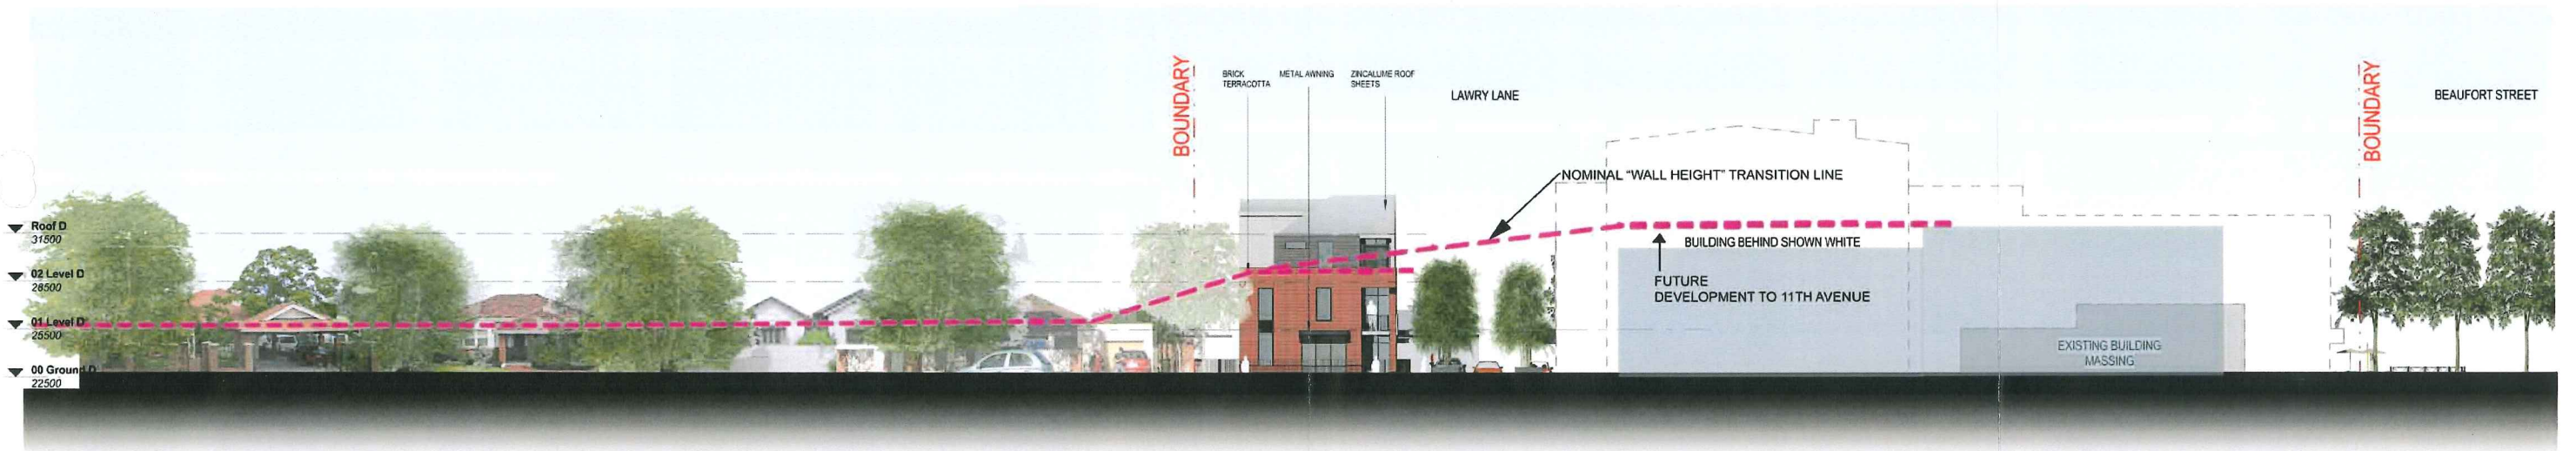 BOUNDARY
BRICK
TERRACOTTA
METAL AWNING
ZINCALUME ROOF
SHEETS
LAWRY LANE
BOUNDARY
BEAUFORT STREET
NOMINAL “WALL HEIGHT” TRANSITION LINE
Roof D
31500
BUILDING BEHIND SHOWN WHITE
02 Level D
28500
FUTURE
DEVELOPMENT TO 11TH AVENUE
01 Level D
25500
EXISTING BUILDING
MASSING
00 Ground D
22500